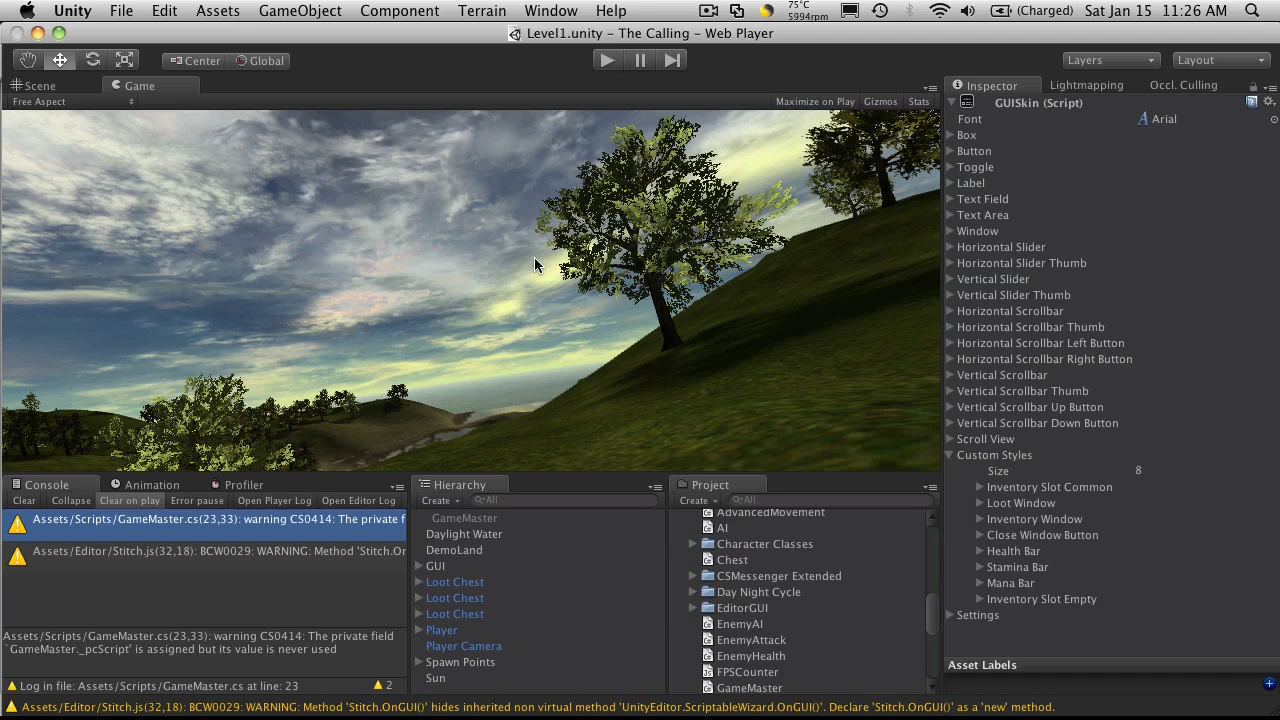 Unity File Edit Assets GameObject Component Terrain Window Help 75°C 5994rpm (Charged) Sat Jan 15 11:26 AM
Level1.unity – The Calling – Web Player
Center Global Layers Layout
Scene Game
Free Aspect Maximize on Play Gizmos Stats
Inspector Lightmapping Occl. Culling
GUISkin (Script)
Font Arial
Box
Button
Toggle
Label
Text Field
Text Area
Window
Horizontal Slider
Horizontal Slider Thumb
Vertical Slider
Vertical Slider Thumb
Horizontal Scrollbar
Horizontal Scrollbar Thumb
Horizontal Scrollbar Left Button
Horizontal Scrollbar Right Button
Vertical Scrollbar
Vertical Scrollbar Thumb
Vertical Scrollbar Up Button
Vertical Scrollbar Down Button
Scroll View
Custom Styles
Size 8
Inventory Slot Common
Loot Window
Inventory Window
Close Window Button
Health Bar
Stamina Bar
Mana Bar
Inventory Slot Empty
Settings
Asset Labels
Console Animation Profiler
Clear Collapse Clear on play Error pause Open Player Log Open Editor Log
Assets/Scripts/GameMaster.cs(23,33): warning CS0414: The private f
Assets/Editor/Stitch.js(32,18): BCW0029: WARNING: Method 'Stitch.Or
Assets/Scripts/GameMaster.cs(23,33): warning CS0414: The private field
`GameMaster._pcScript' is assigned but its value is never used
Log in file: Assets/Scripts/GameMaster.cs at line: 23 2
Hierarchy
Create All
GameMaster
Daylight Water
DemoLand
GUI
Loot Chest
Loot Chest
Loot Chest
Player
Player Camera
Spawn Points
Sun
Project
Create All
AdvancedMovement
AI
Character Classes
Chest
CSMessenger Extended
Day Night Cycle
EditorGUI
EnemyAI
EnemyAttack
EnemyHealth
FPSCounter
GameMaster
Assets/Editor/Stitch.js(32,18): BCW0029: WARNING: Method 'Stitch.OnGUI()' hides inherited non virtual method 'UnityEditor.ScriptableWizard.OnGUI()'. Declare 'Stitch.OnGUI()' as a 'new' method.